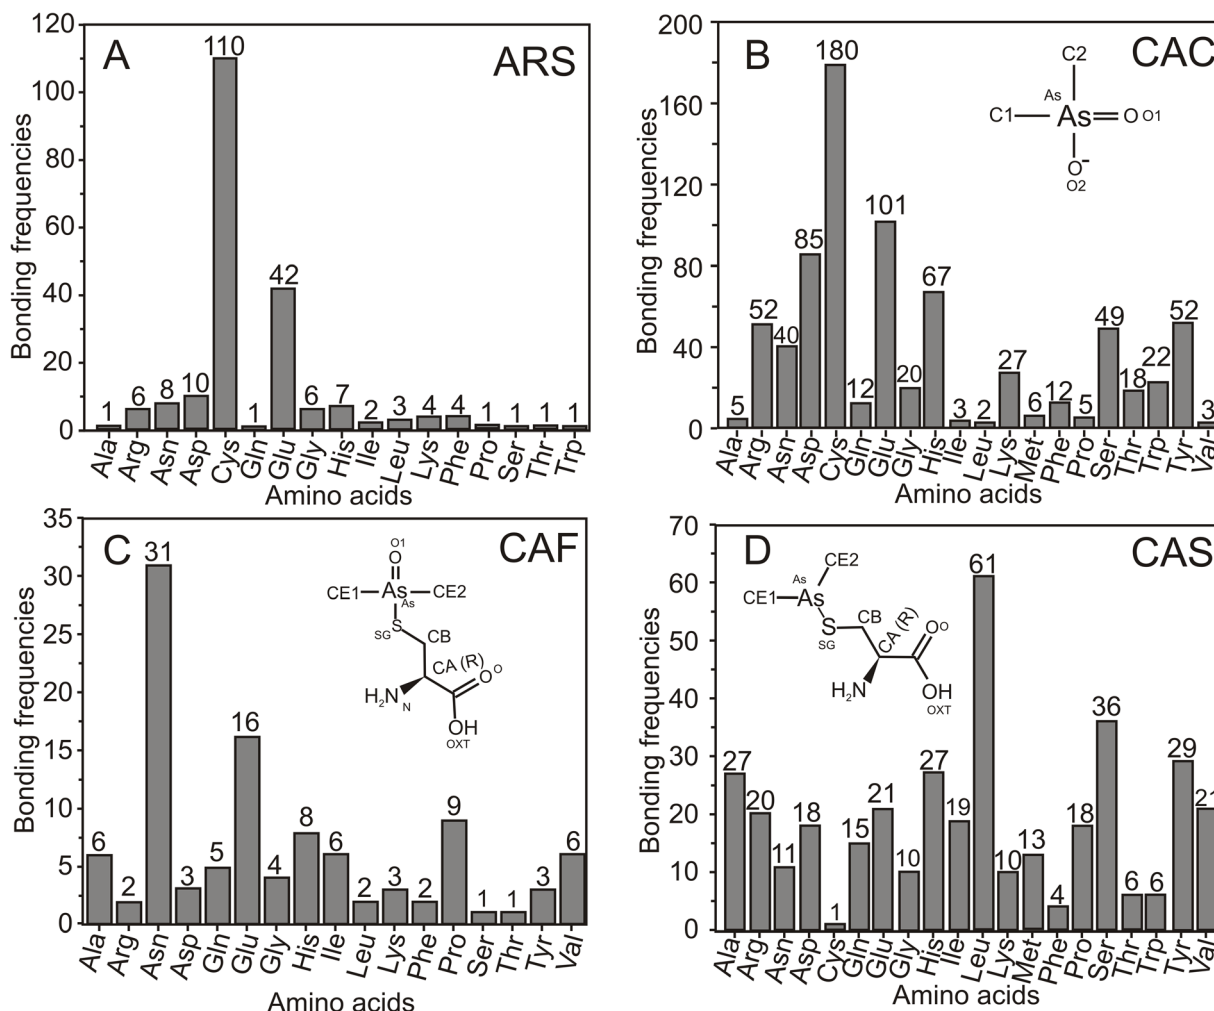 A
ARS
Bonding frequencies
120
100
80
60
40
20
0
1
6
8
10
110
1
42
6
7
2
3
4
4
1
1
1
1
Ala
Arg
Asn
Asp
Cys
Gln
Glu
Gly
His
Ile
Leu
Lys
Phe
Pro
Ser
Thr
Trp
Amino acids
B
CAC
C2
As
C1
As
O O1
O-
O2
Bonding frequencies
200
160
120
80
40
0
5
52
40
85
180
12
101
20
67
3
2
27
6
12
5
49
18
22
52
3
Ala
Arg
Asn
Asp
Cys
Gln
Glu
Gly
His
Ile
Leu
Lys
Met
Phe
Pro
Ser
Thr
Trp
Tyr
Val
Amino acids
C
CAF
O1
O
CE1
As
CE2
As
S
SG
CB
CA (R)
O O
H2N
N
OH
OXT
Bonding frequencies
35
30
25
20
15
10
5
0
6
2
31
3
5
16
4
8
6
2
3
2
9
1
1
3
6
Ala
Arg
Asn
Asp
Gln
Glu
Gly
His
Ile
Leu
Lys
Phe
Pro
Ser
Thr
Tyr
Val
Amino acids
D
CAS
CE2
As
CE1
As
S
SG
CB
CA (R)
O O
H2N
OH
OXT
Bonding frequencies
70
60
50
40
30
20
10
0
27
20
11
18
1
15
21
10
27
19
61
10
13
4
18
36
6
6
29
21
Ala
Arg
Asn
Asp
Cys
Gln
Glu
Gly
His
Ile
Leu
Lys
Met
Phe
Pro
Ser
Thr
Trp
Tyr
Val
Amino acids